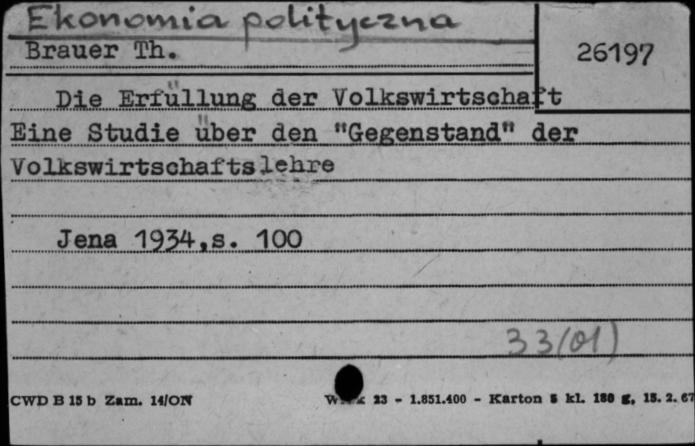 Ekonomia polityczna
Brauer Th.
26197
Die Erfüllung der Volkswirtschaft
Eine Studie über den "Gegenstand" der
Volkswirtschaftslehre
Jena 1934,s. 100
33(01)
CWD B 15 b Zam. 14/ON
23 - 1.851.400 - Karton 5 kl. 180 g, 15. 2. 67